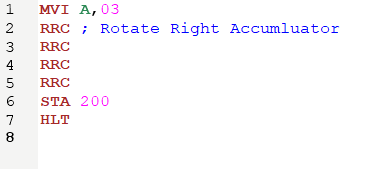 1 MVI A,03
2 RRC ; Rotate Right Accumluator
3 RRC
4 RRC
5 RRC
6 STA 200
7 HLT
8